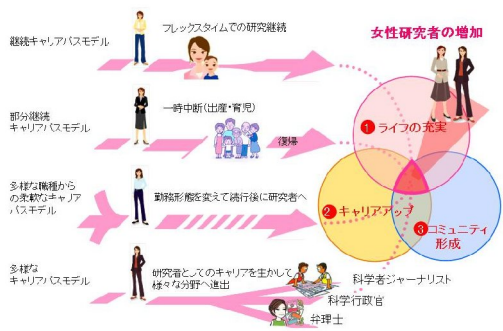 フレックスタイムでの研究継続
女性研究者の増加
継続キャリアパスモデル
部分継続
キャリアパスモデル
一時中断(出産・育児)
復帰
多様な職種から
の柔軟なキャリア
パスモデル
勤務形態を変えて続行後に研究者へ
多様な
キャリアパスモデル
研究者としてのキャリアを生かして
様々な分野へ進出
科学者ジャーナリスト
科学行政官
弁理士
1 ライフの充実
2 キャリアアップ
3 コミュニティ
形成